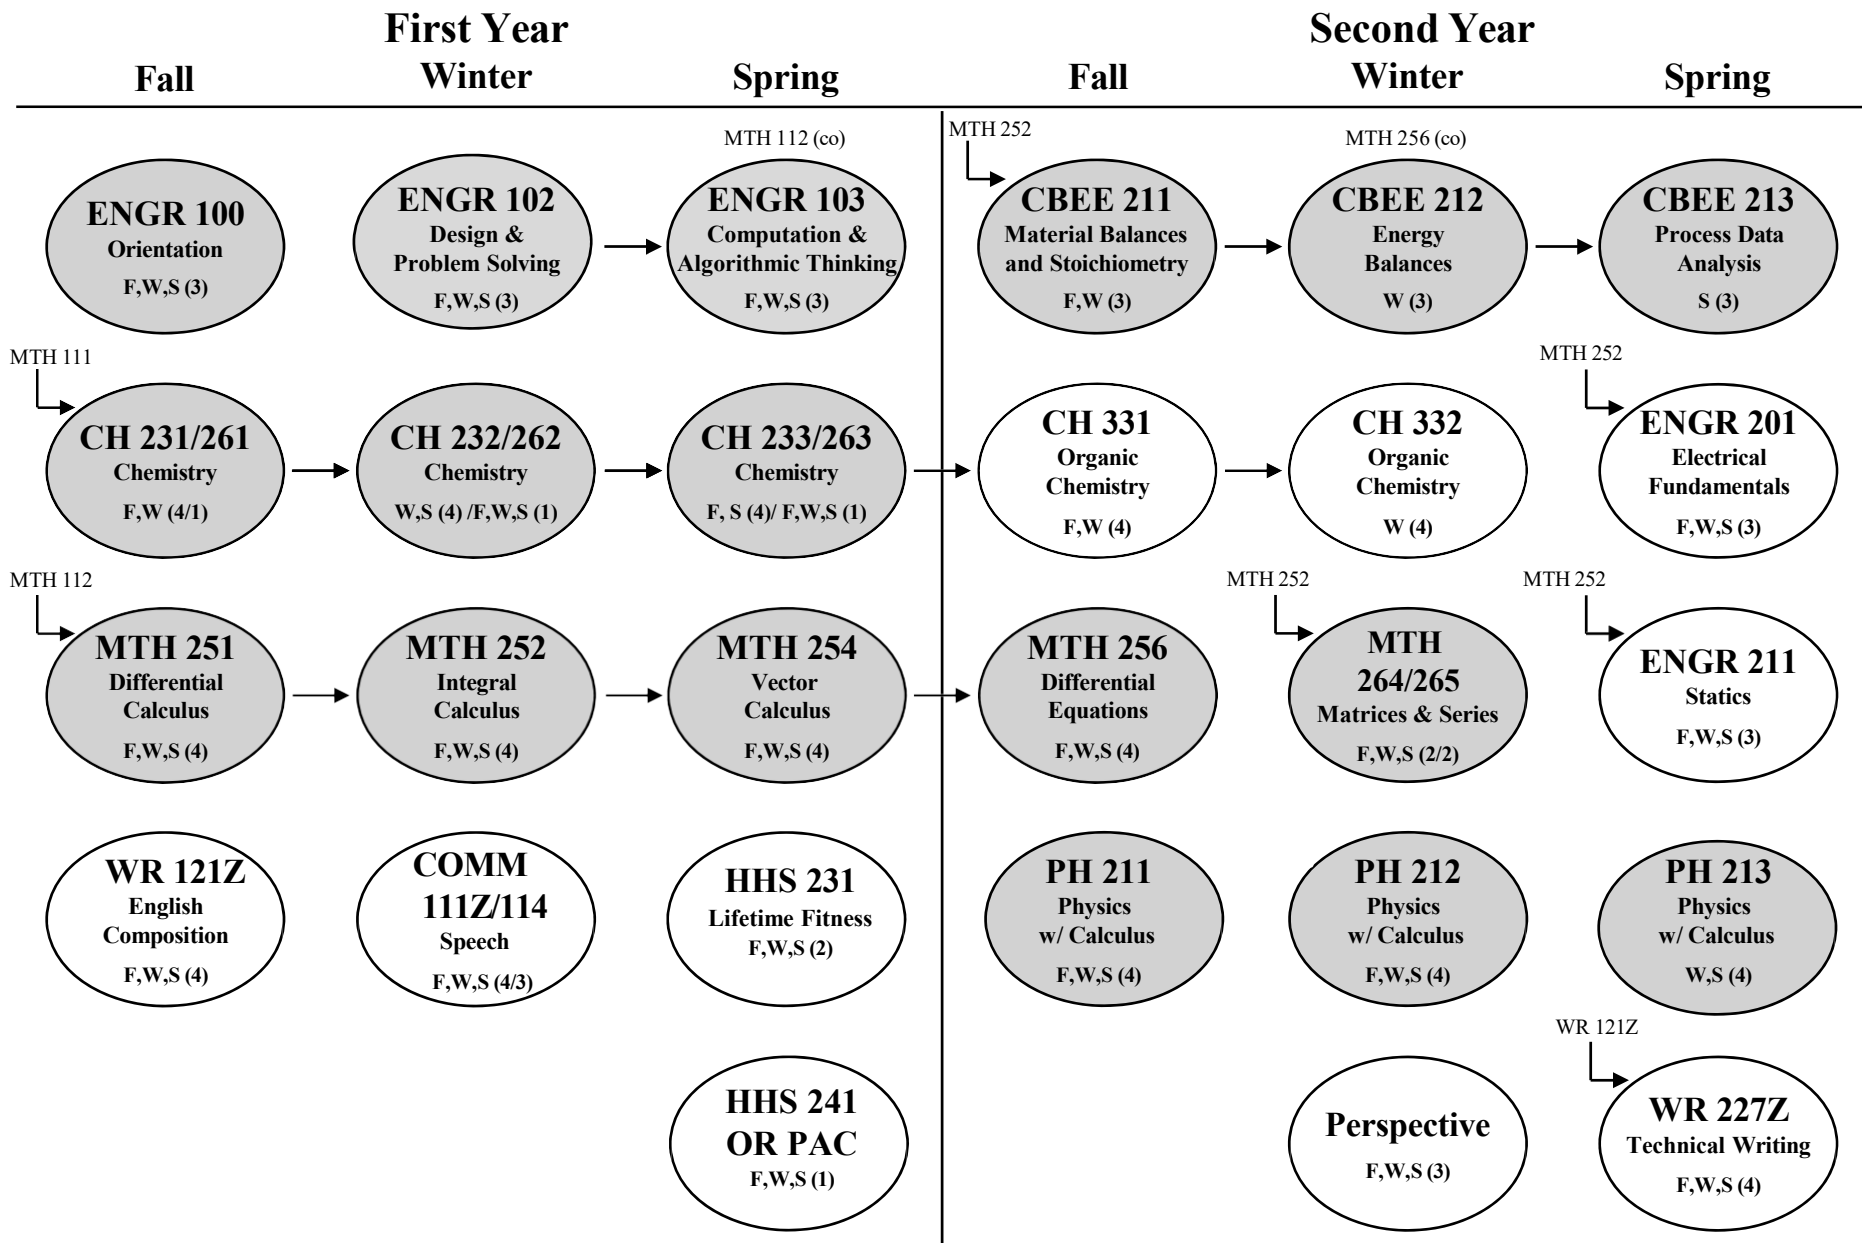 First Year
Second Year
Fall
Winter
Spring
Fall
Winter
Spring
MTH 112 (co)
MTH 252
MTH 256 (co)
ENGR 100
Orientation
F,W,S (3)
ENGR 102
Design &
Problem Solving
F,W,S (3)
ENGR 103
Computation &
Algorithmic Thinking
F,W,S (3)
CBEE 211
Material Balances
and Stoichiometry
F,W (3)
CBEE 212
Energy
Balances
W (3)
CBEE 213
Process Data
Analysis
S (3)
MTH 111
MTH 252
CH 231/261
Chemistry
F,W (4/1)
CH 232/262
Chemistry
W,S (4) /F,W,S (1)
CH 233/263
Chemistry
F, S (4)/ F,W,S (1)
CH 331
Organic
Chemistry
F,W (4)
CH 332
Organic
Chemistry
W (4)
ENGR 201
Electrical
Fundamentals
F,W,S (3)
MTH 112
MTH 252
MTH 252
MTH 251
Differential
Calculus
F,W,S (4)
MTH 252
Integral
Calculus
F,W,S (4)
MTH 254
Vector
Calculus
F,W,S (4)
MTH 256
Differential
Equations
F,W,S (4)
MTH
264/265
Matrices & Series
F,W,S (2/2)
ENGR 211
Statics
F,W,S (3)
WR 121Z
English
Composition
F,W,S (4)
COMM
111Z/114
Speech
F,W,S (4/3)
HHS 231
Lifetime Fitness
F,W,S (2)
PH 211
Physics
w/ Calculus
F,W,S (4)
PH 212
Physics
w/ Calculus
F,W,S (4)
PH 213
Physics
w/ Calculus
W,S (4)
WR 121Z
HHS 241
OR PAC
F,W,S (1)
Perspective
F,W,S (3)
WR 227Z
Technical Writing
F,W,S (4)